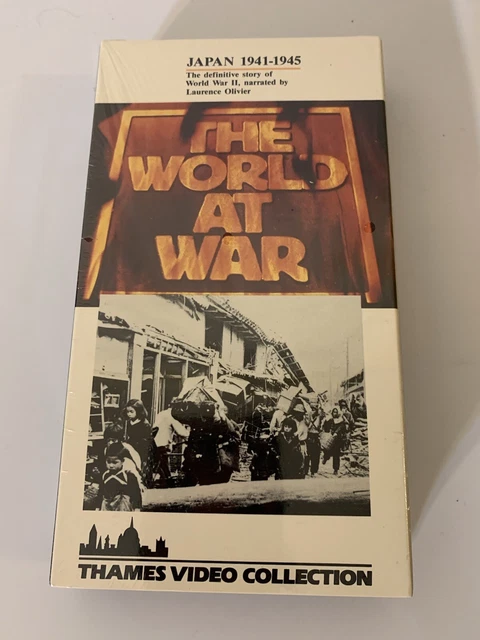 JAPAN 1941-1945
The definitive story of
World War II, narrated by
Laurence Olivier
THE
WORLD
AT
WAR
THAMES VIDEO COLLECTION